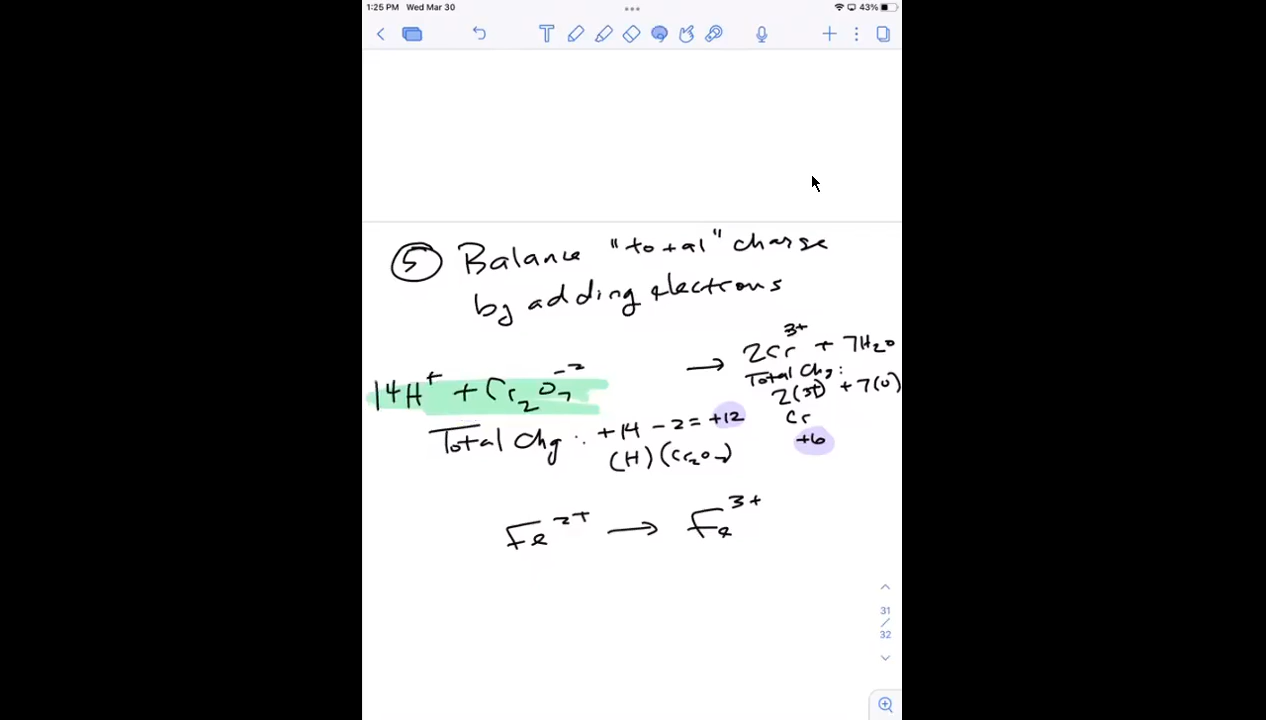 1:25 PM Wed Mar 30
43%
⑤ Balance "total" charge
by adding electrons
14H⁺ + Cr₂O₇⁻² → 2Cr³⁺ + 7H₂O
Total Chg: +14 - 2 = +12
(H) (Cr₂O₇)
Total Chg:
2(3+) + 7(0)
Cr
+6
Fe²⁺ → Fe³⁺
31
/
32